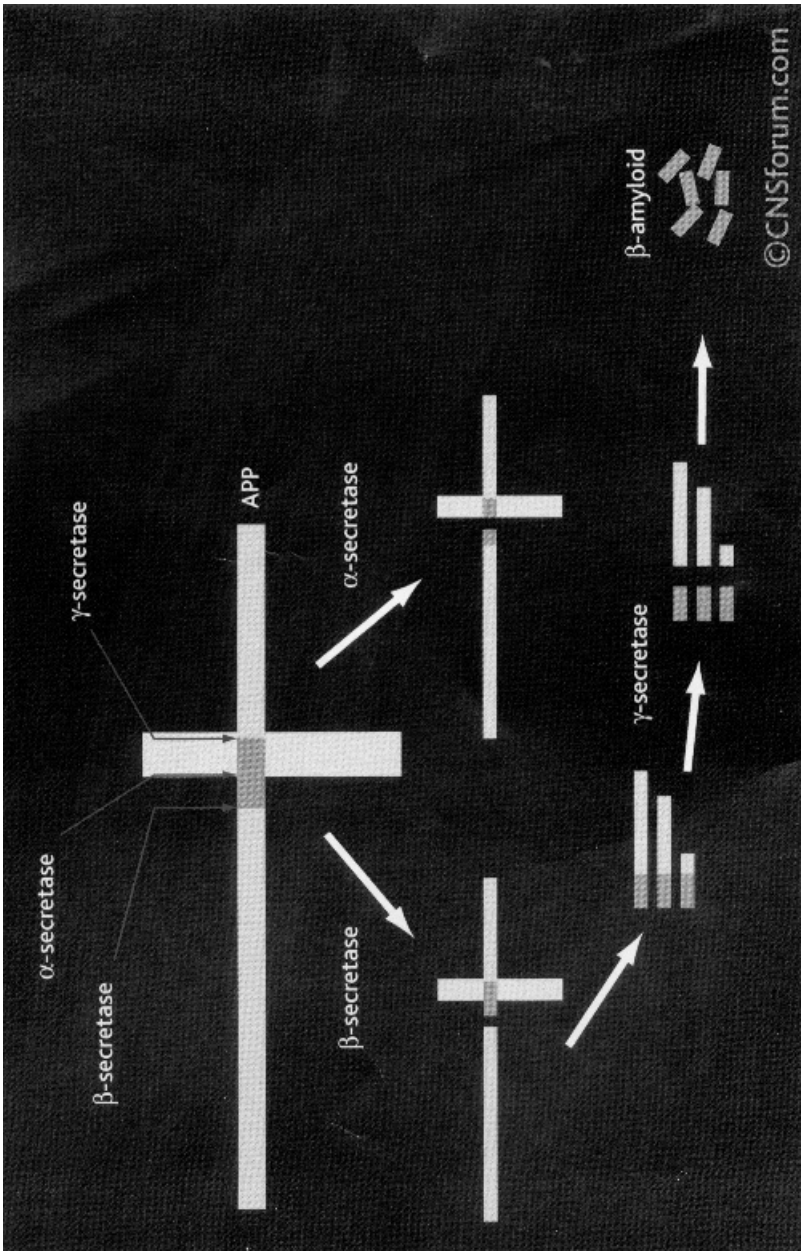 α-secretase
γ-secretase
β-secretase
APP
β-secretase
α-secretase
γ-secretase
β-amyloid
©CNSforum.com